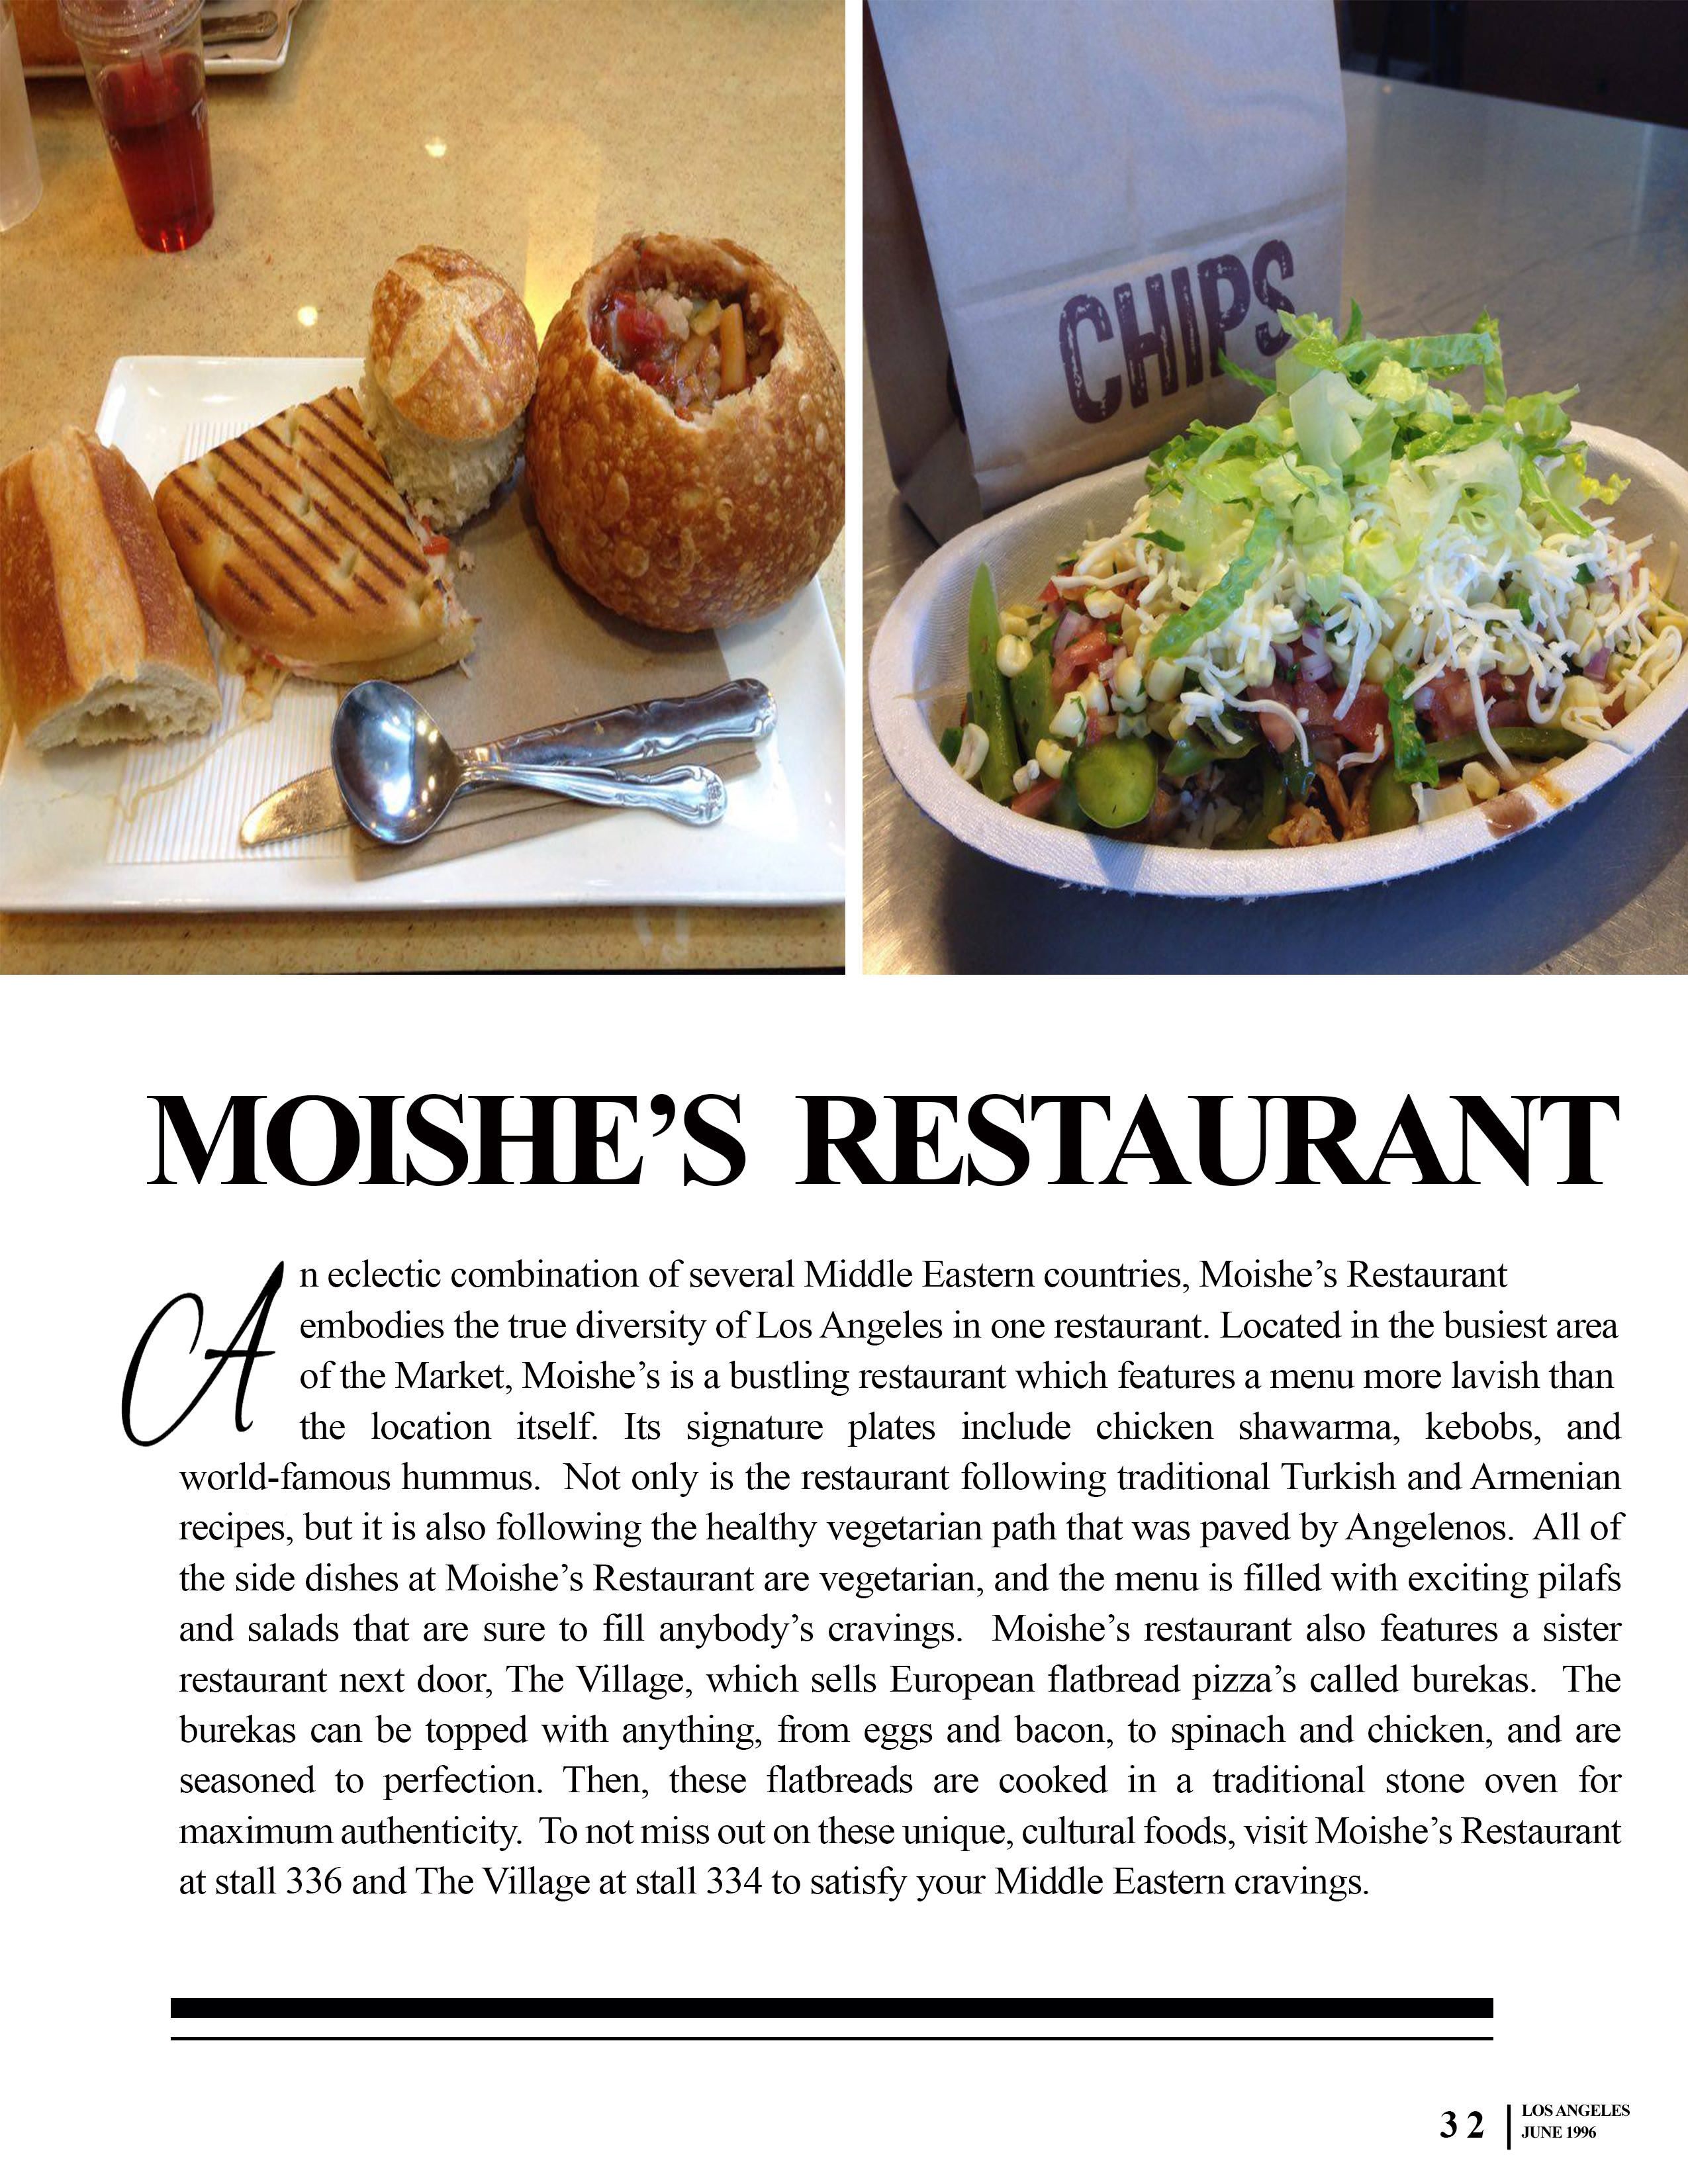 CHIPS
MOISHE’S RESTAURANT
An eclectic combination of several Middle Eastern countries, Moishe’s Restaurant
embodies the true diversity of Los Angeles in one restaurant. Located in the busiest area
of the Market, Moishe’s is a bustling restaurant which features a menu more lavish than
the location itself. Its signature plates include chicken shawarma, kebobs, and
world-famous hummus. Not only is the restaurant following traditional Turkish and Armenian
recipes, but it is also following the healthy vegetarian path that was paved by Angelenos. All of
the side dishes at Moishe’s Restaurant are vegetarian, and the menu is filled with exciting pilafs
and salads that are sure to fill anybody’s cravings. Moishe’s restaurant also features a sister
restaurant next door, The Village, which sells European flatbread pizza’s called burekas. The
burekas can be topped with anything, from eggs and bacon, to spinach and chicken, and are
seasoned to perfection. Then, these flatbreads are cooked in a traditional stone oven for
maximum authenticity. To not miss out on these unique, cultural foods, visit Moishe’s Restaurant
at stall 336 and The Village at stall 334 to satisfy your Middle Eastern cravings.
32
LOS ANGELES
JUNE 1996